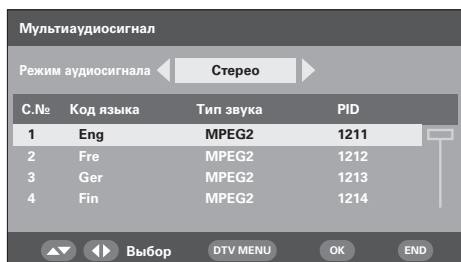 Мультиаудиосигнал
Режим аудиосигнала Стерео
С.№ Код языка Тип звука PID
1 Eng MPEG2 1211
2 Fre MPEG2 1212
3 Ger MPEG2 1213
4 Fin MPEG2 1214
Выбор DTV MENU OK END